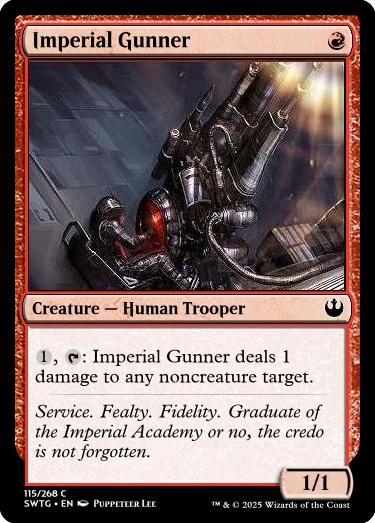 Imperial Gunner
Creature — Human Trooper
1, : Imperial Gunner deals 1
damage to any noncreature target.
Service. Fealty. Fidelity. Graduate of
the Imperial Academy or no, the credo
is not forgotten.
1/1
115/268 C
SWTG • EN Puppeteer Lee
™ & © 2025 Wizards of the Coast